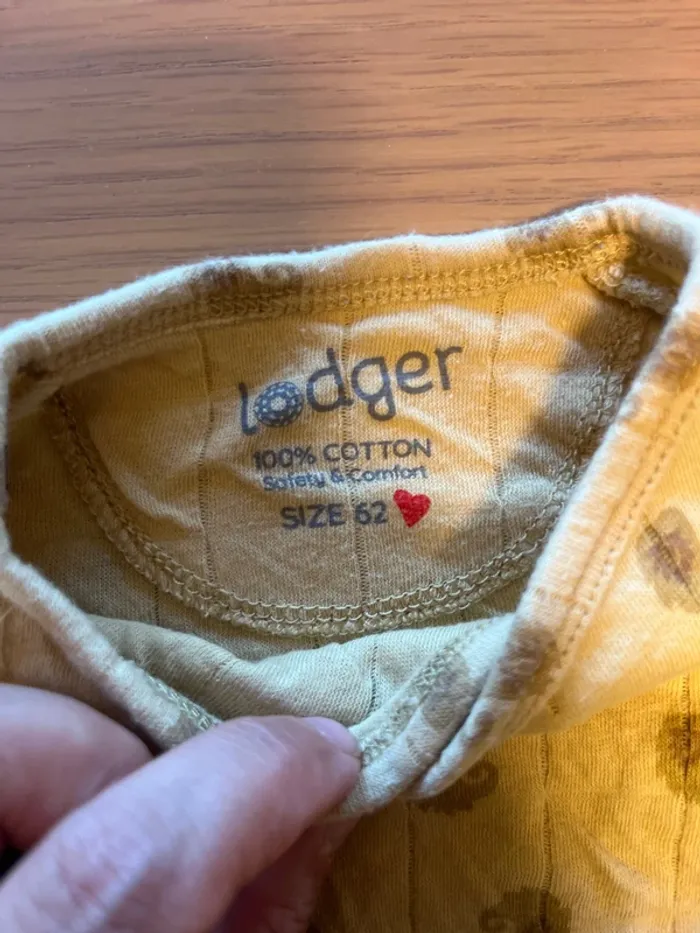 lodger
100% COTTON
Safety & Comfort
SIZE 62